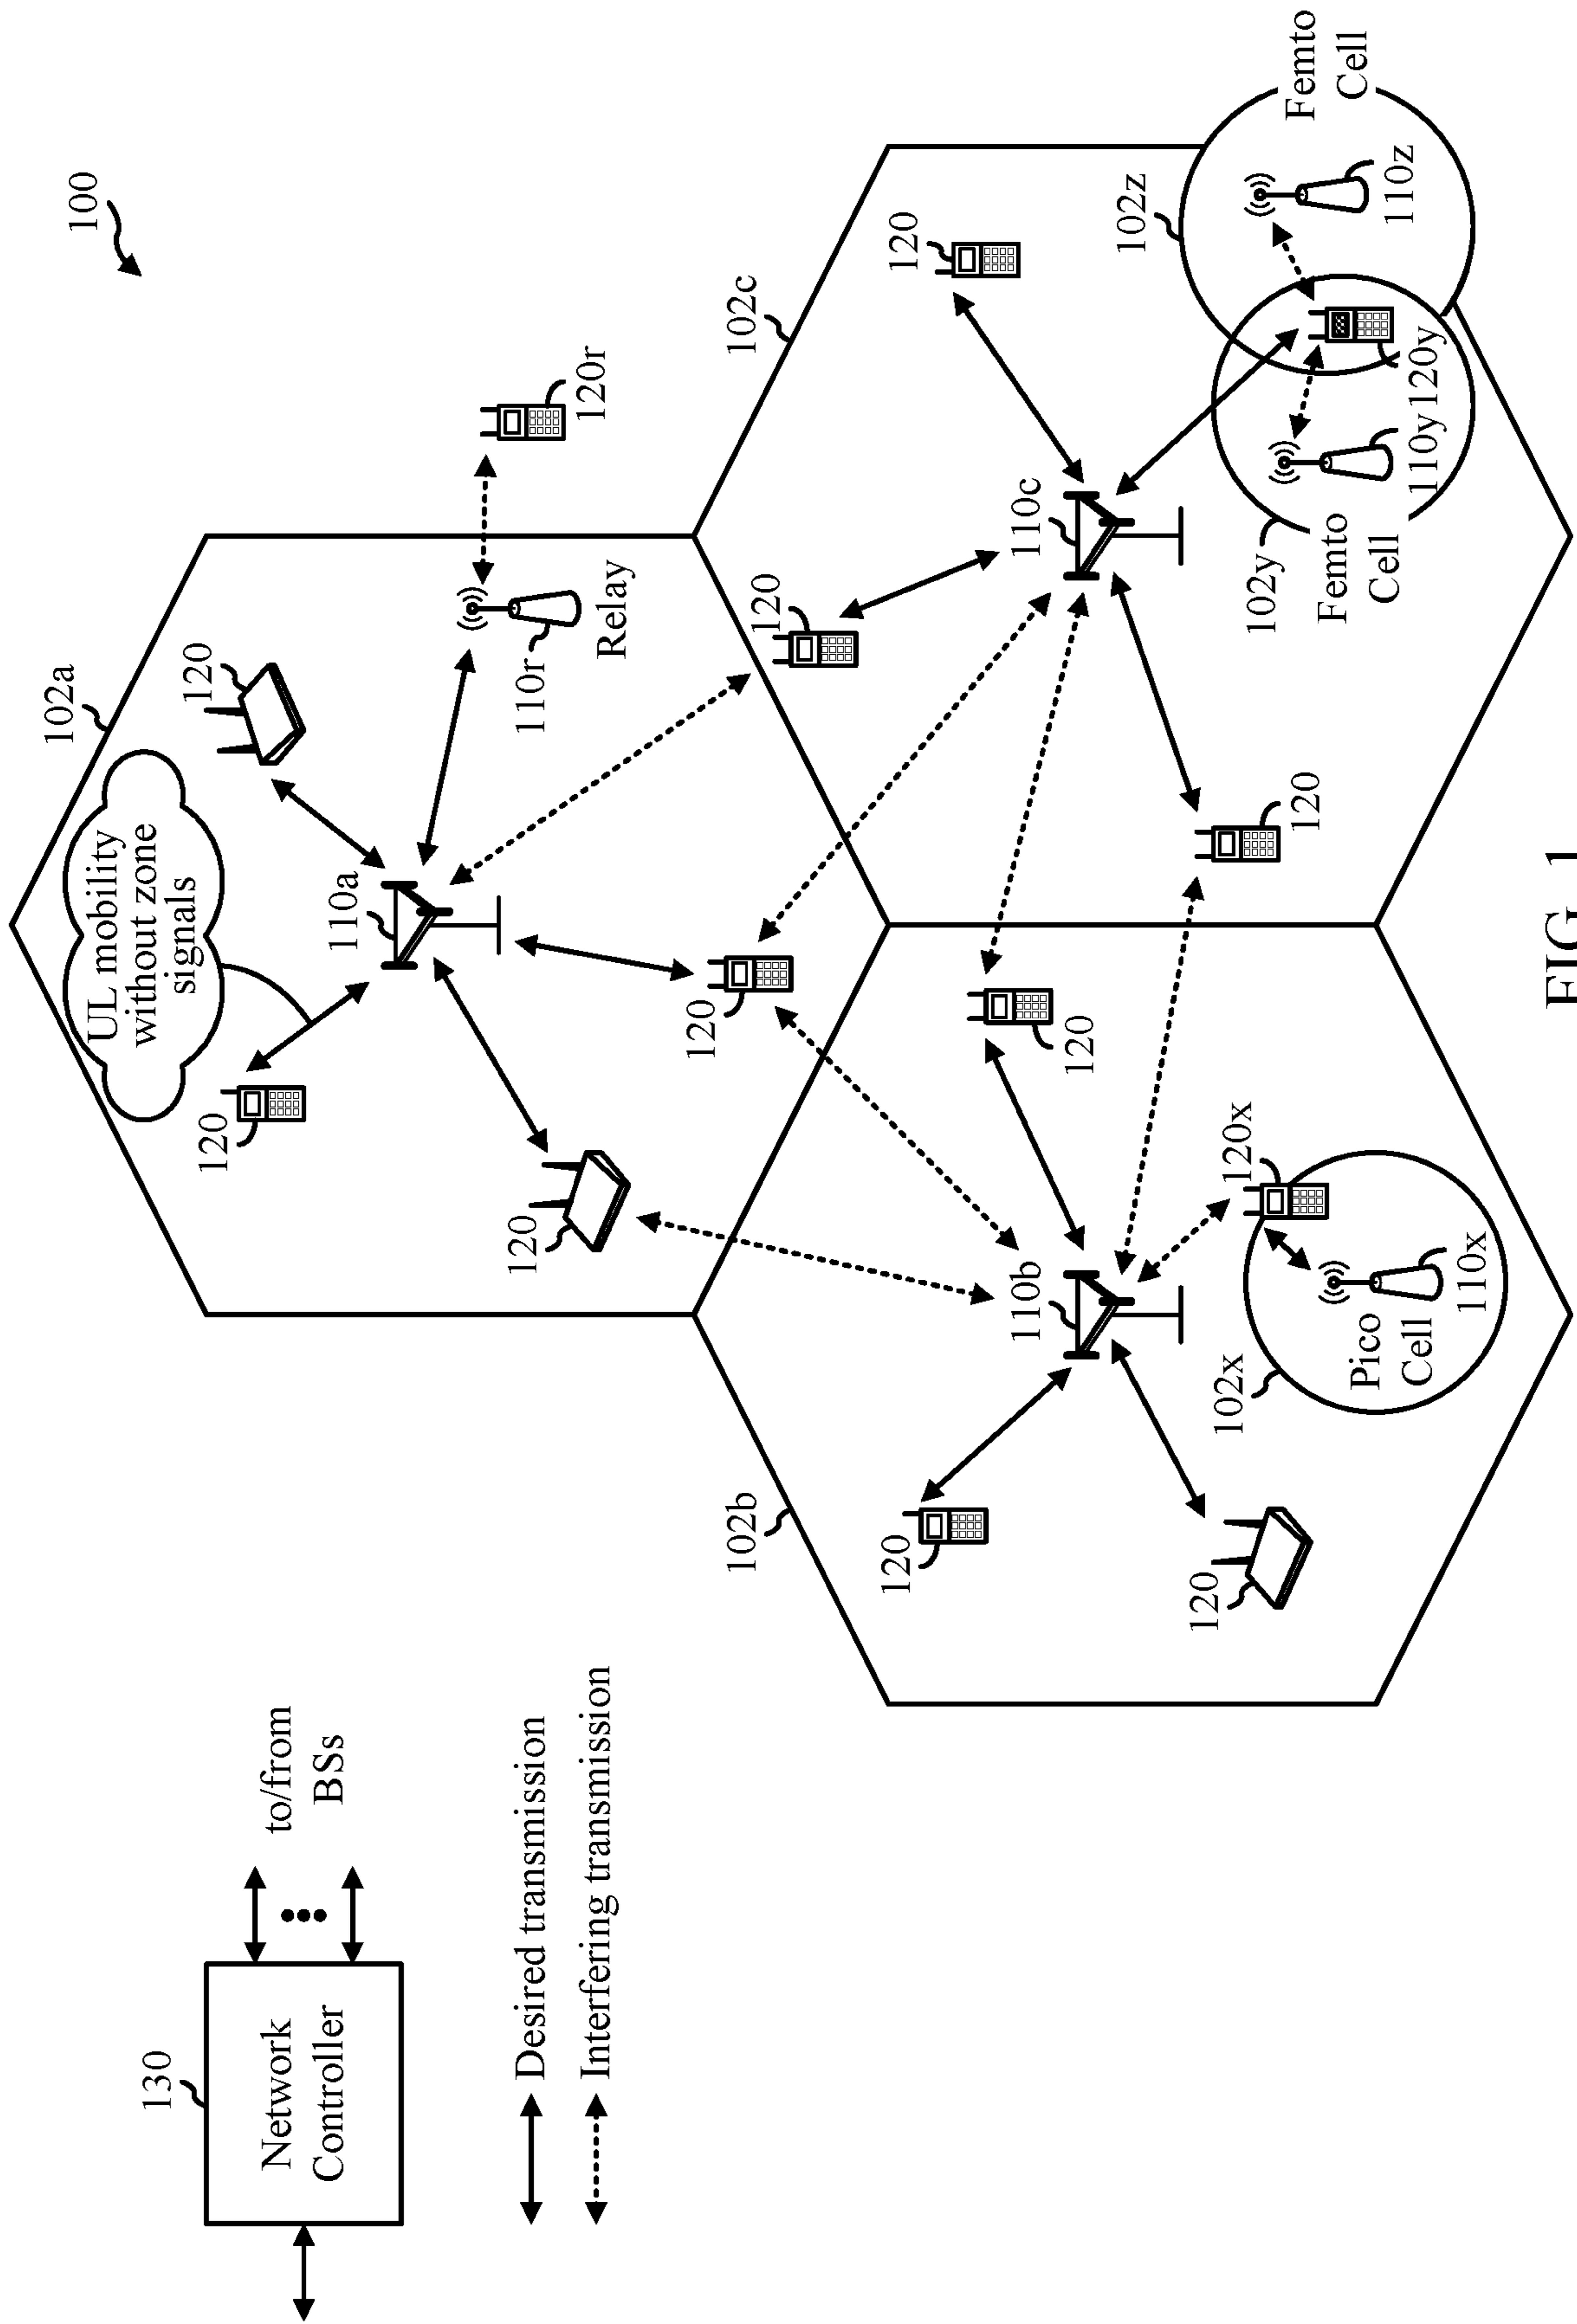 100
130
Network
Controller
to/from
BSs
Desired transmission
Interfering transmission
102a
UL mobility
without zone
signals
120
120
110a
120
120
110r
Relay
120r
102b
120
110b
120
120
102x
Pico
Cell
110x
120x
102c
120
120
110c
120
102y
Femto
Cell
110y
120y
102z
110z
Femto
Cell
FIG. 1